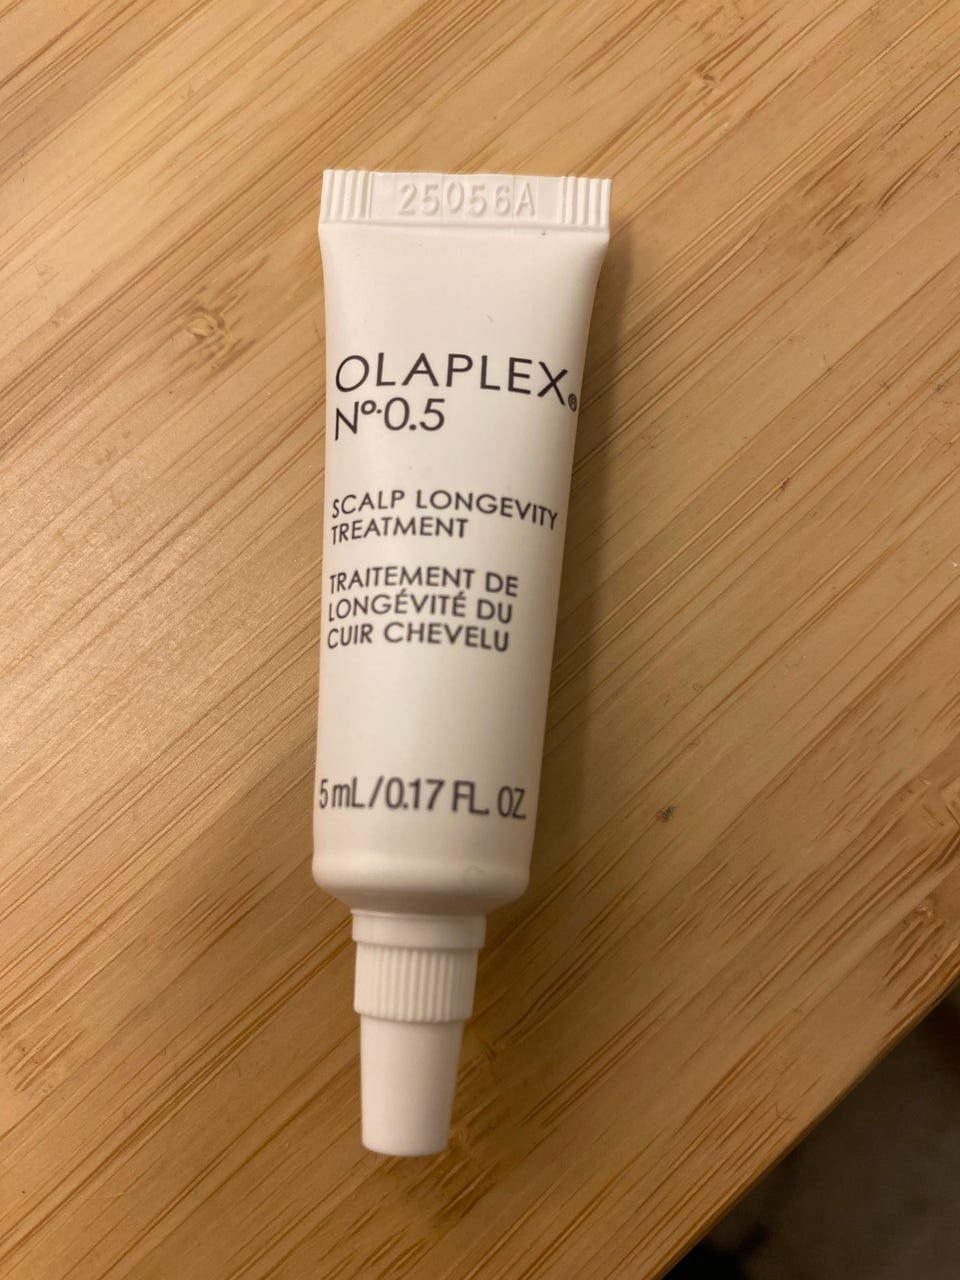 25056A
OLAPLEX®
Nº.0.5
SCALP LONGEVITY
TREATMENT
TRAITEMENT DE
LONGÉVITÉ DU
CUIR CHEVELU
5 mL/0.17 FL. OZ.